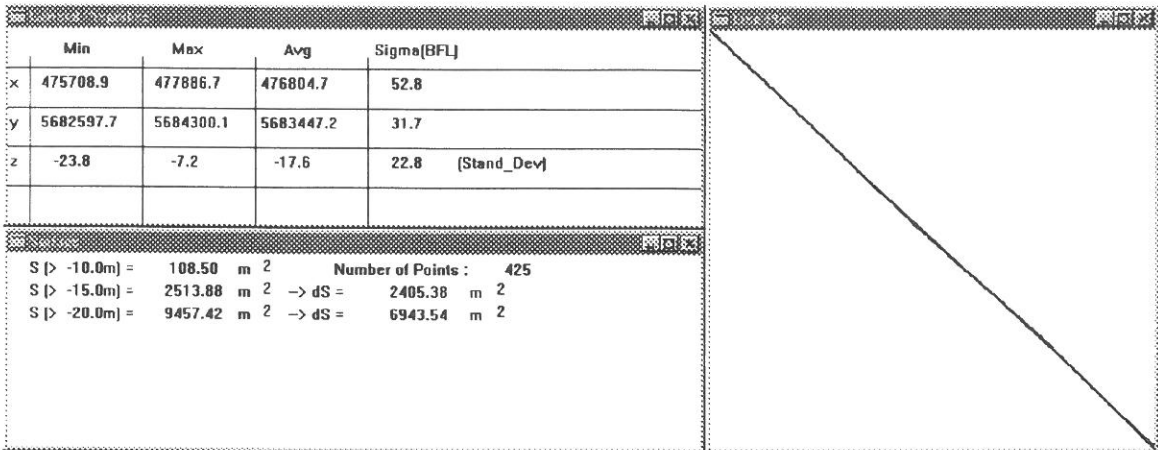 Min Max Avg Sigma(BFL)
x 475708.9 477886.7 476804.7 52.8
y 5682597.7 5684300.1 5683447.2 31.7
z -23.8 -7.2 -17.6 22.8 (Stand_Dev)
S (> -10.0m) = 108.50 m 2 Number of Points : 425
S (> -15.0m) = 2513.88 m 2 -> dS = 2405.38 m 2
S (> -20.0m) = 9457.42 m 2 -> dS = 6943.54 m 2